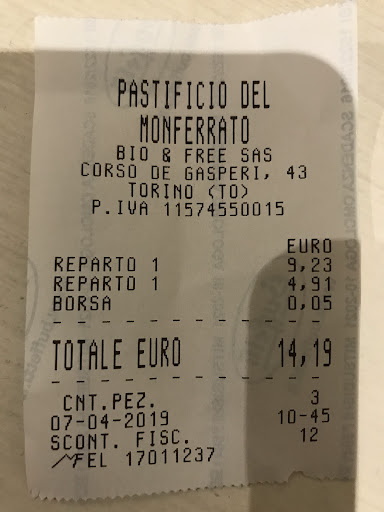 PASTIFICIO DEL
MONFERRATO
BIO & FREE SAS
CORSO DE GASPERI, 43
TORINO (TO)
P.IVA 11574550015
EURO
REPARTO 1 9,23
REPARTO 1 4,91
BORSA 0,05
TOTALE EURO 14,19
CNT.PEZ. 3
07-04-2019 10-45
SCONT. FISC. 12
MFEL 17011237